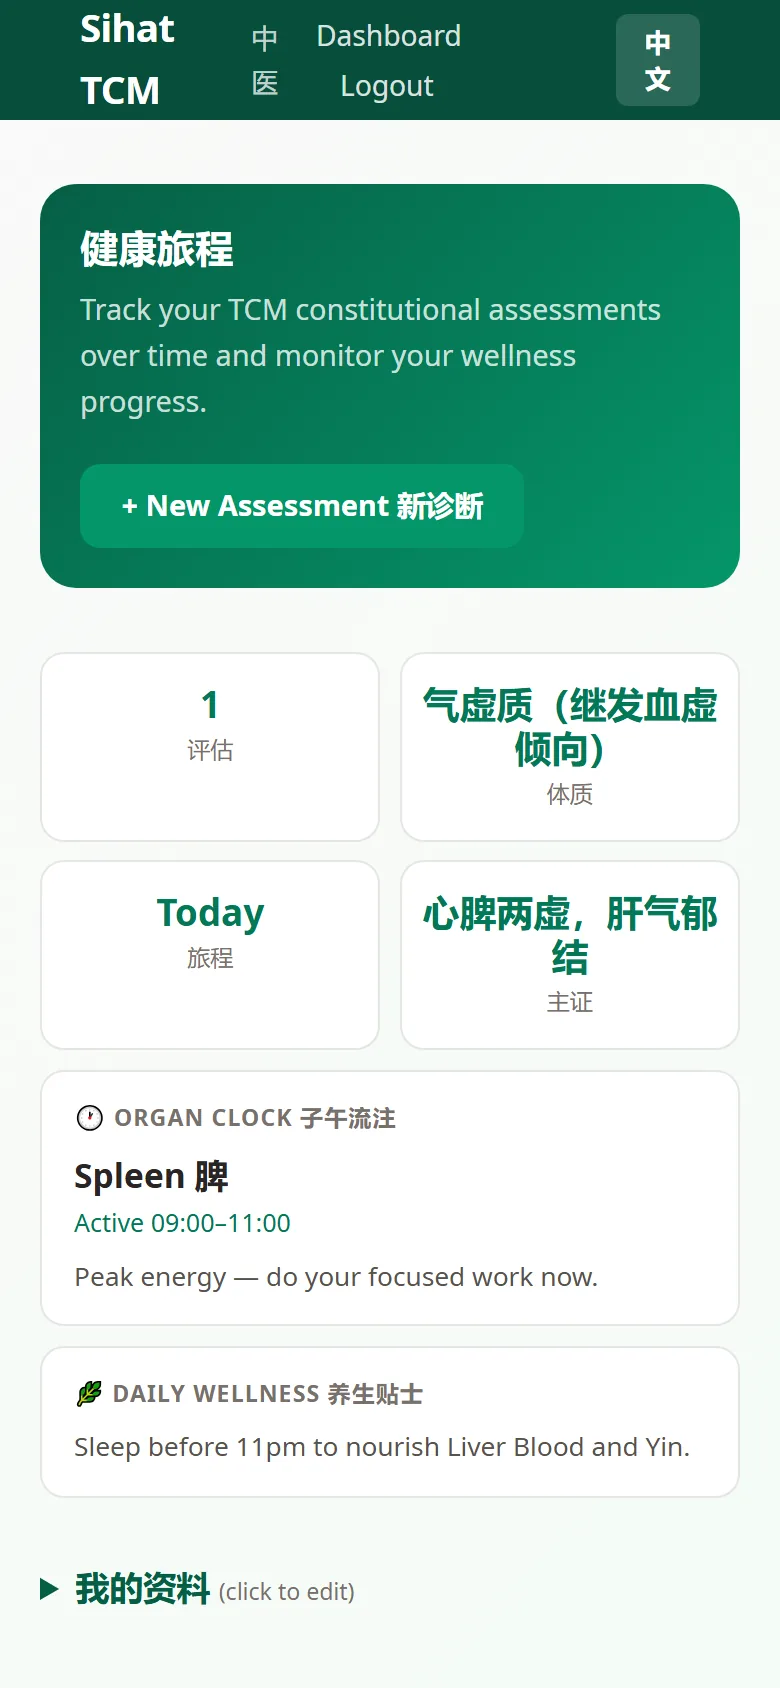 Sihat
TCM
中
医
Dashboard
Logout
中
文
健康旅程
Track your TCM constitutional assessments
over time and monitor your wellness
progress.
+ New Assessment 新诊断
1
评估
气虚质（继发血虚
倾向）
体质
Today
旅程
心脾两虚，肝气郁
结
主证
ORGAN CLOCK 子午流注
Spleen 脾
Active 09:00–11:00
Peak energy — do your focused work now.
DAILY WELLNESS 养生贴士
Sleep before 11pm to nourish Liver Blood and Yin.
我的资料 (click to edit)